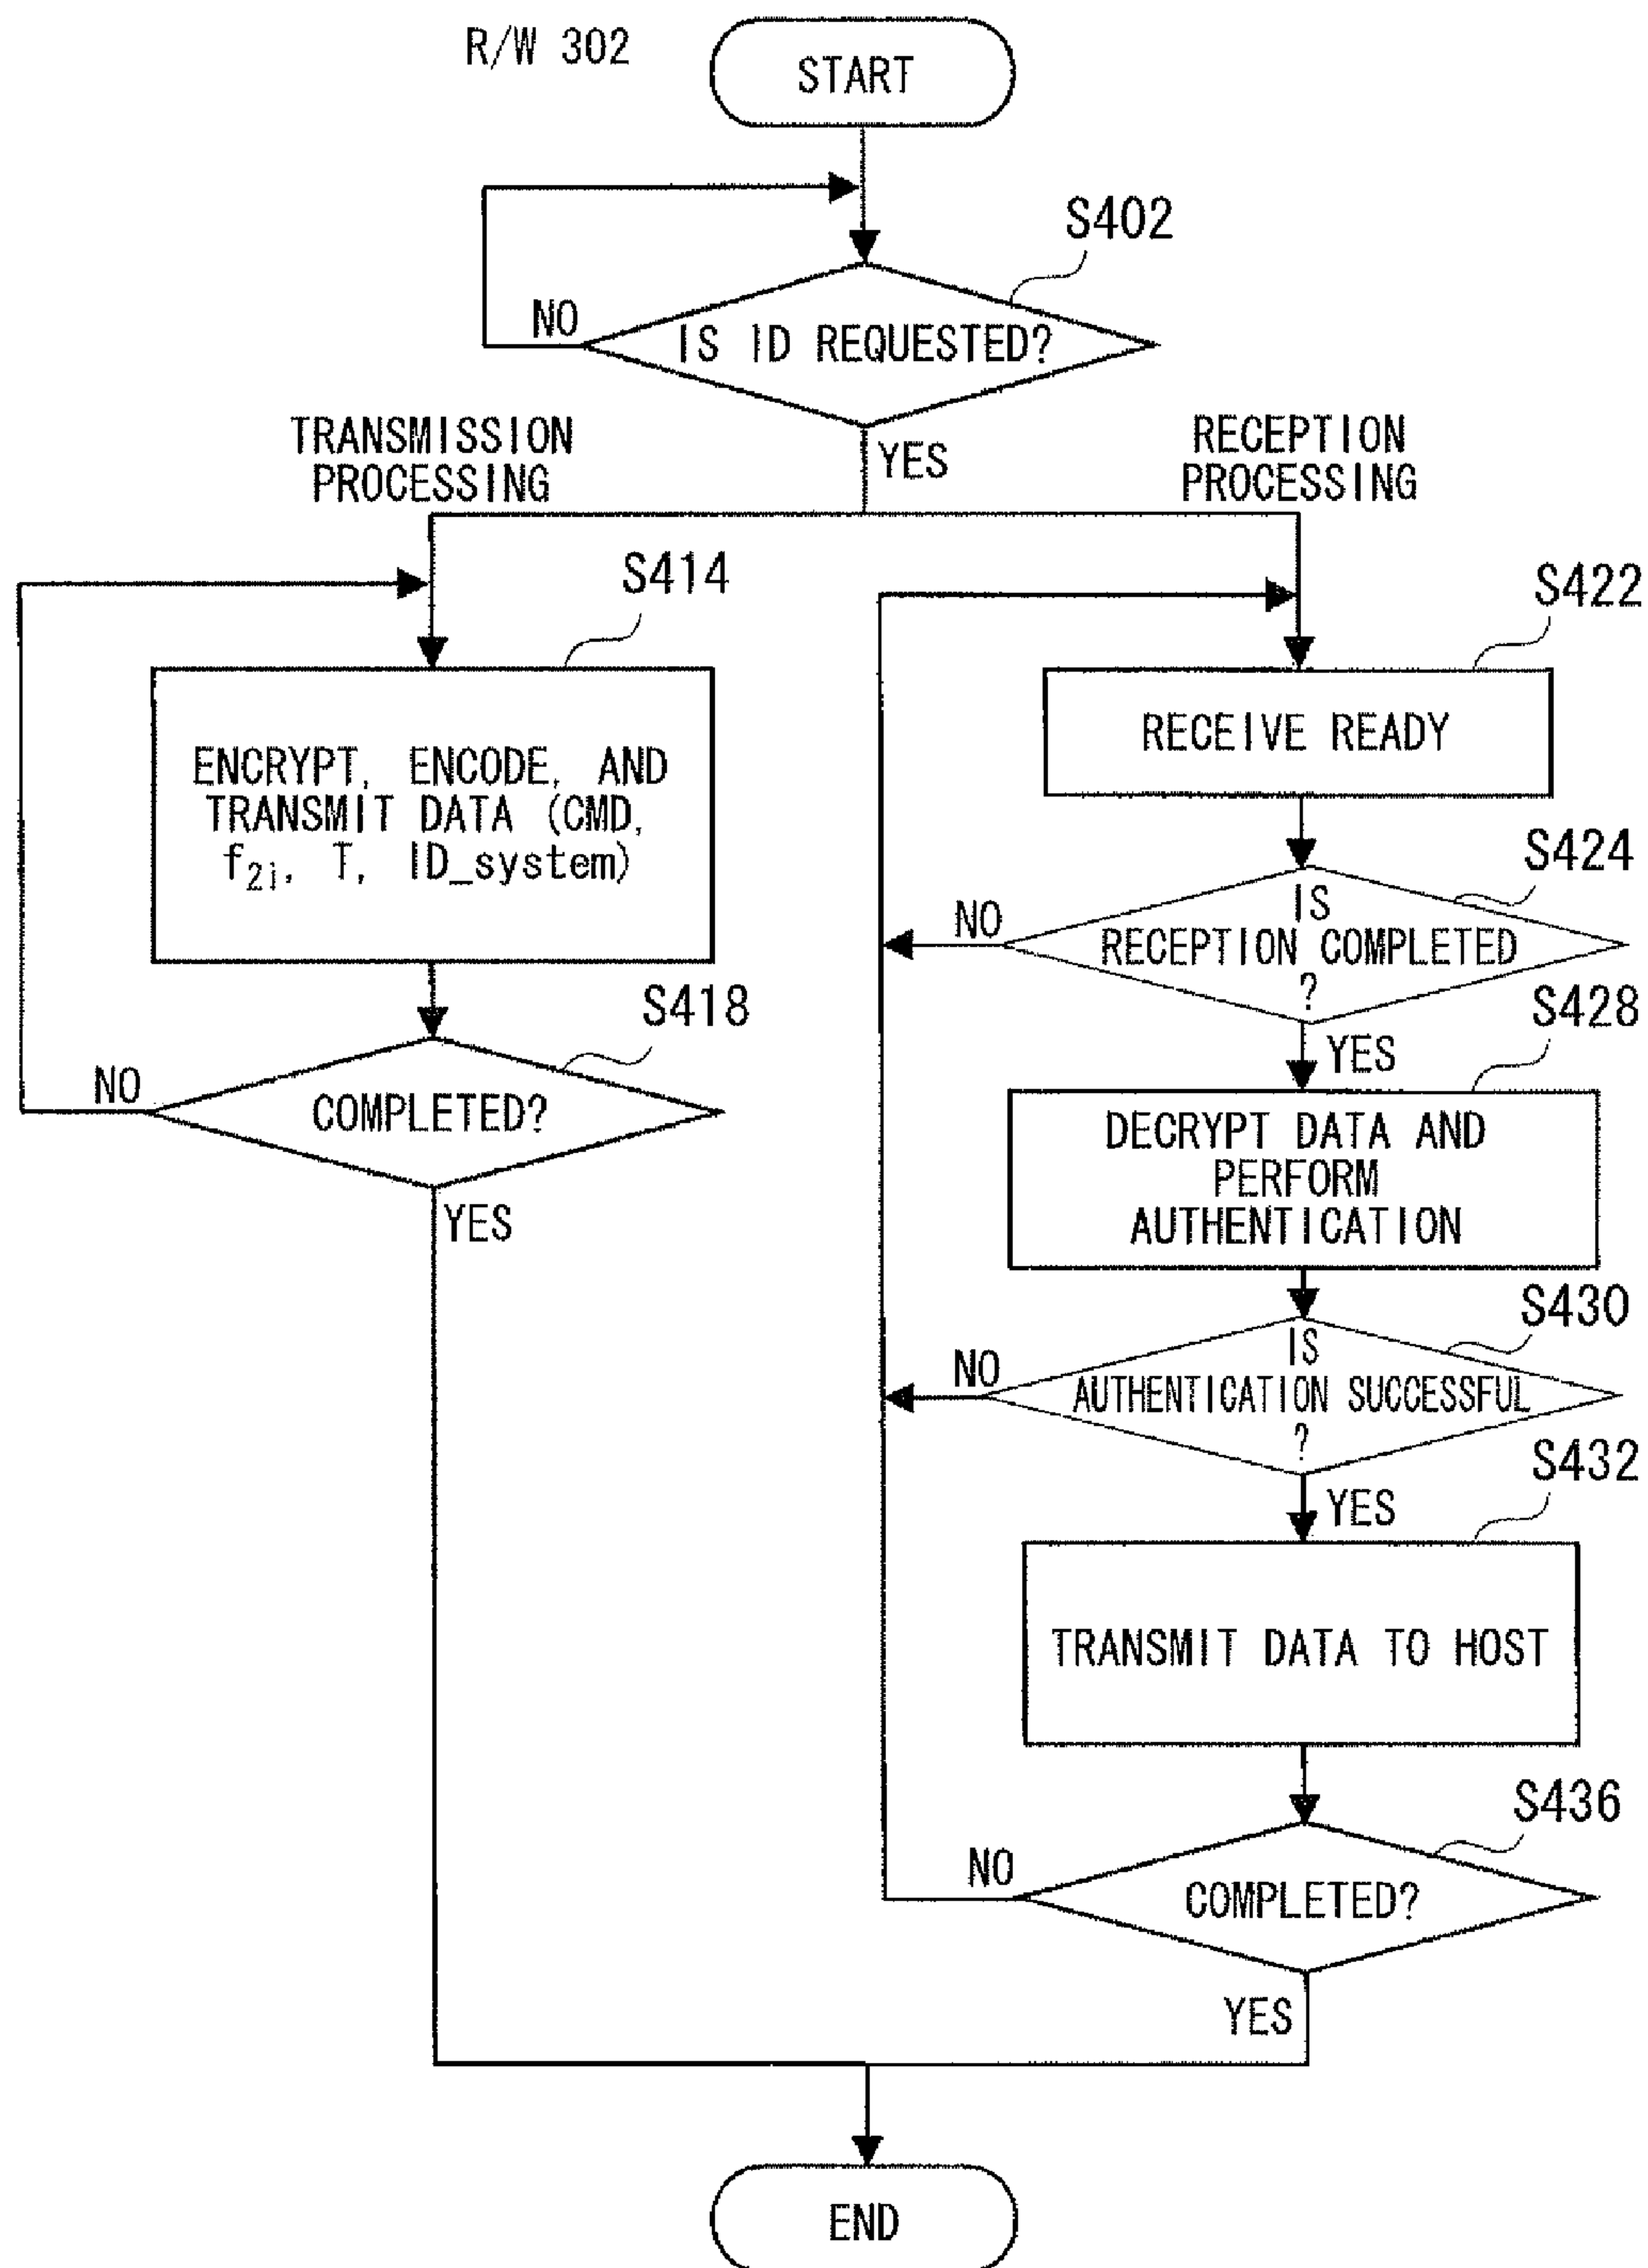 R/W 302
START
S402
NO
IS ID REQUESTED?
YES
TRANSMISSION
PROCESSING
RECEPTION
PROCESSING
S414
ENCRYPT, ENCODE, AND
TRANSMIT DATA (CMD,
f2i, T, ID_system)
S418
NO
COMPLETED?
YES
S422
RECEIVE READY
S424
NO
IS
RECEPTION COMPLETED
?
YES
S428
DECRYPT DATA AND
PERFORM
AUTHENTICATION
S430
NO
IS
AUTHENTICATION SUCCESSFUL
?
YES
S432
TRANSMIT DATA TO HOST
S436
NO
COMPLETED?
YES
END